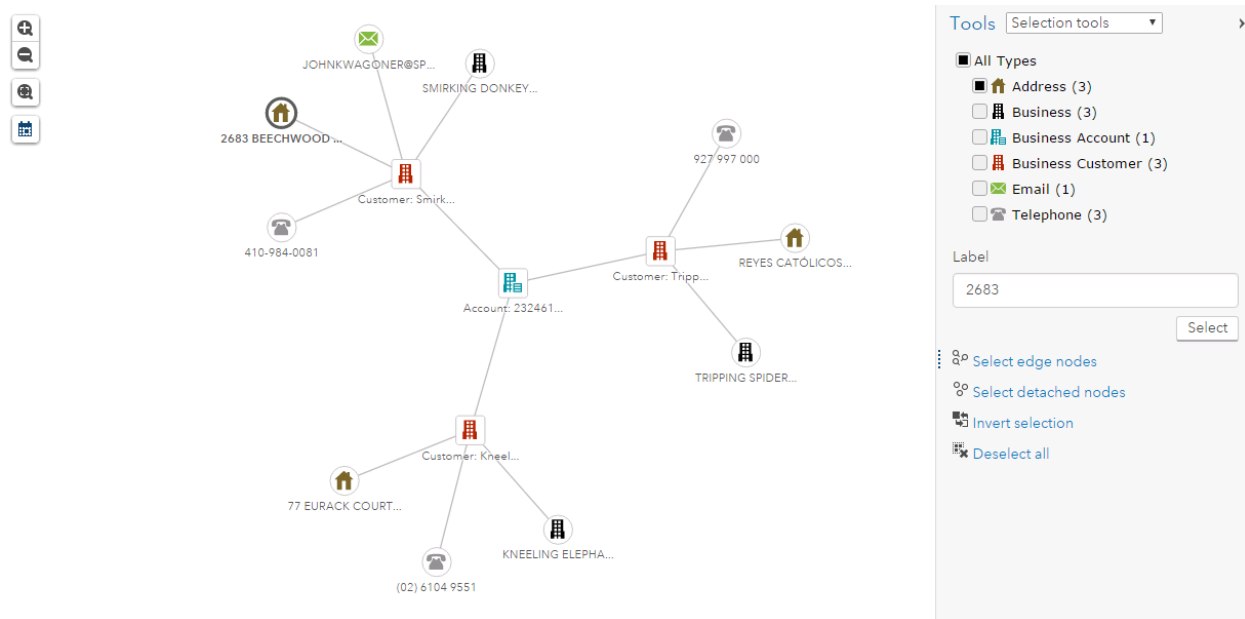 JOHNKWAGONER@SP...
SMIRKING DONKEY...
2683 BEECHWOOD ...
927 997 000
Customer: Smirk...
410-984-0081
REYES CATÓLICOS...
Customer: Tripp...
Account: 232461...
TRIPPING SPIDER...
Customer: Kneel...
77 EURACK COURT...
KNEELING ELEPHA...
(02) 6104 9551
Tools Selection tools
All Types
Address (3)
Business (3)
Business Account (1)
Business Customer (3)
Email (1)
Telephone (3)
Label
2683
Select
Select edge nodes
Select detached nodes
Invert selection
Deselect all